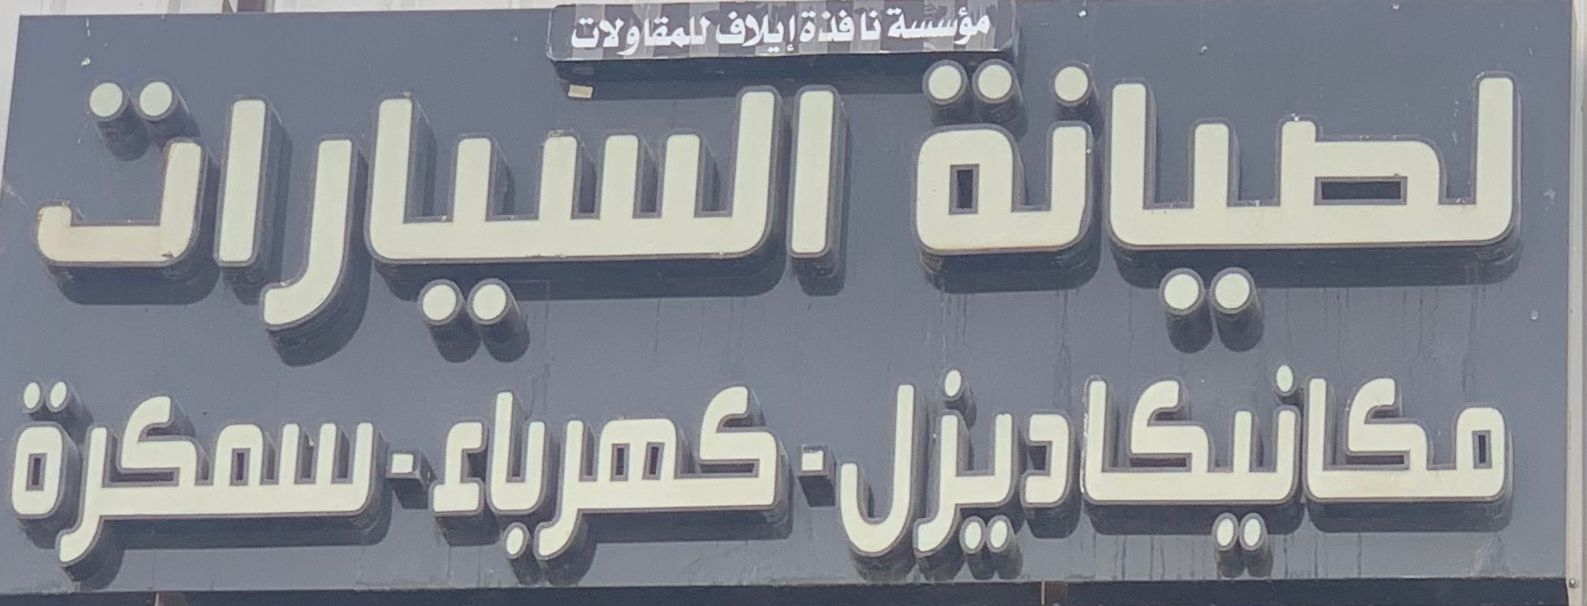 مؤسسة نافذة إيلاف للمقاولات
لصيانة السيارات
مكانيكا ديزل - كهرباء - سمكرة